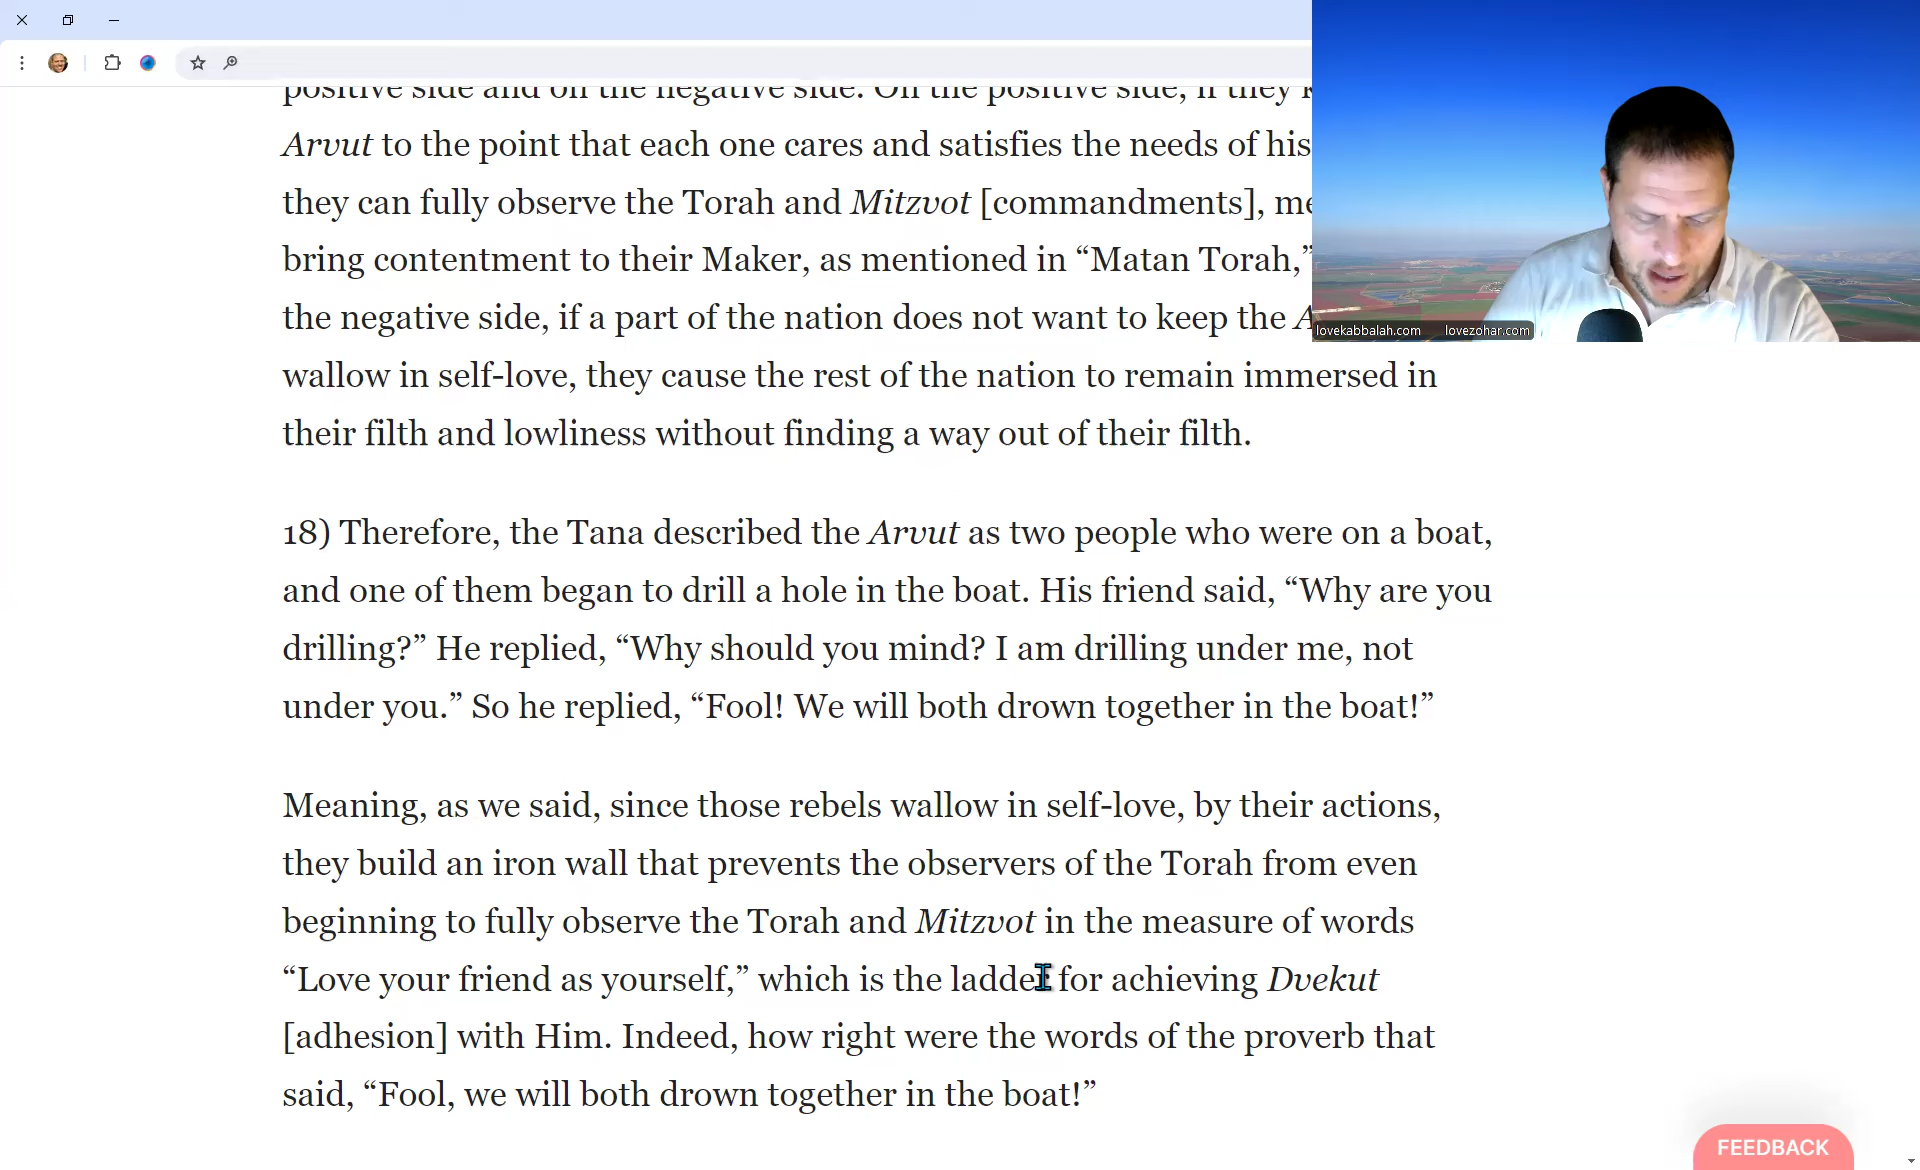 positive side and on the negative side. On the positive side, if they
Arvut to the point that each one cares and satisfies the needs of his
they can fully observe the Torah and Mitzvot [commandments],
bring contentment to their Maker, as mentioned in “Matan Torah,”
the negative side, if a part of the nation does not want to keep the
lovekabbalah.com lovezohar.com
wallow in self-love, they cause the rest of the nation to remain immersed in
their filth and lowliness without finding a way out of their filth.
18) Therefore, the Tana described the Arvut as two people who were on a boat,
and one of them began to drill a hole in the boat. His friend said, “Why are you
drilling?” He replied, “Why should you mind? I am drilling under me, not
under you.” So he replied, “Fool! We will both drown together in the boat!”
Meaning, as we said, since those rebels wallow in self-love, by their actions,
they build an iron wall that prevents the observers of the Torah from even
beginning to fully observe the Torah and Mitzvot in the measure of words
“Love your friend as yourself,” which is the ladder for achieving Dvekut
[adhesion] with Him. Indeed, how right were the words of the proverb that
said, “Fool, we will both drown together in the boat!”
FEEDBACK